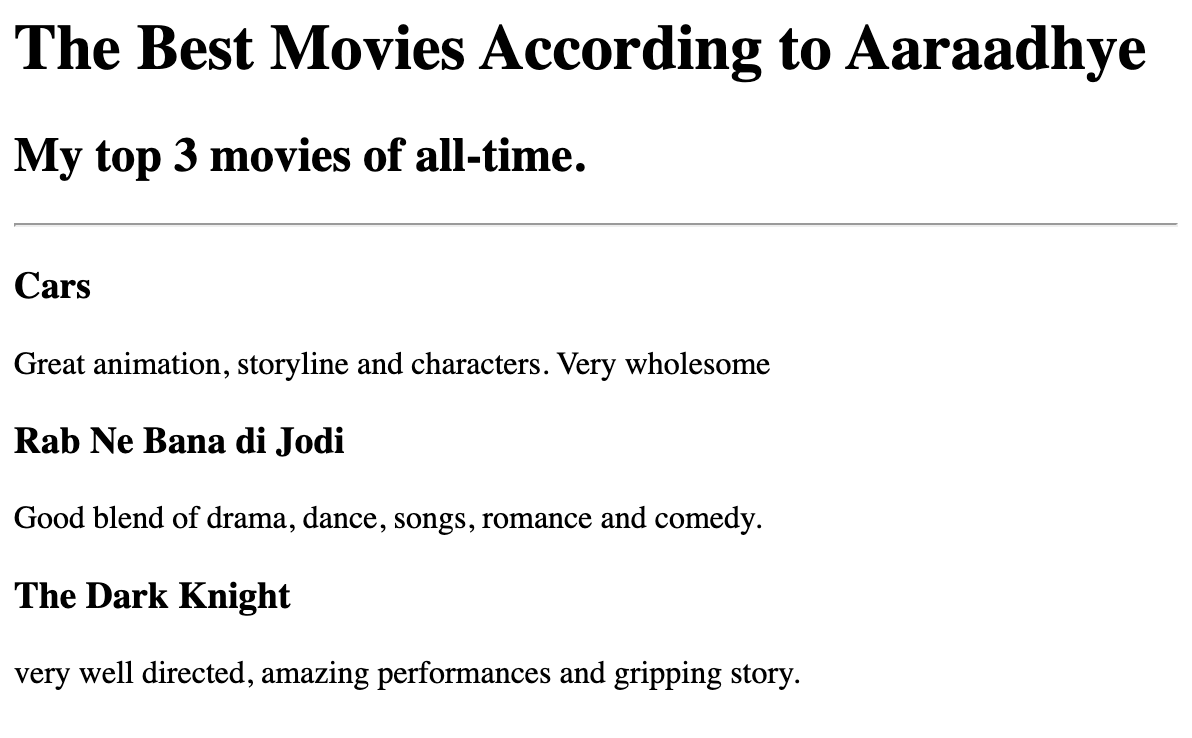 The Best Movies According to Aaraadhye
My top 3 movies of all-time.
Cars
Great animation, storyline and characters. Very wholesome
Rab Ne Bana di Jodi
Good blend of drama, dance, songs, romance and comedy.
The Dark Knight
very well directed, amazing performances and gripping story.